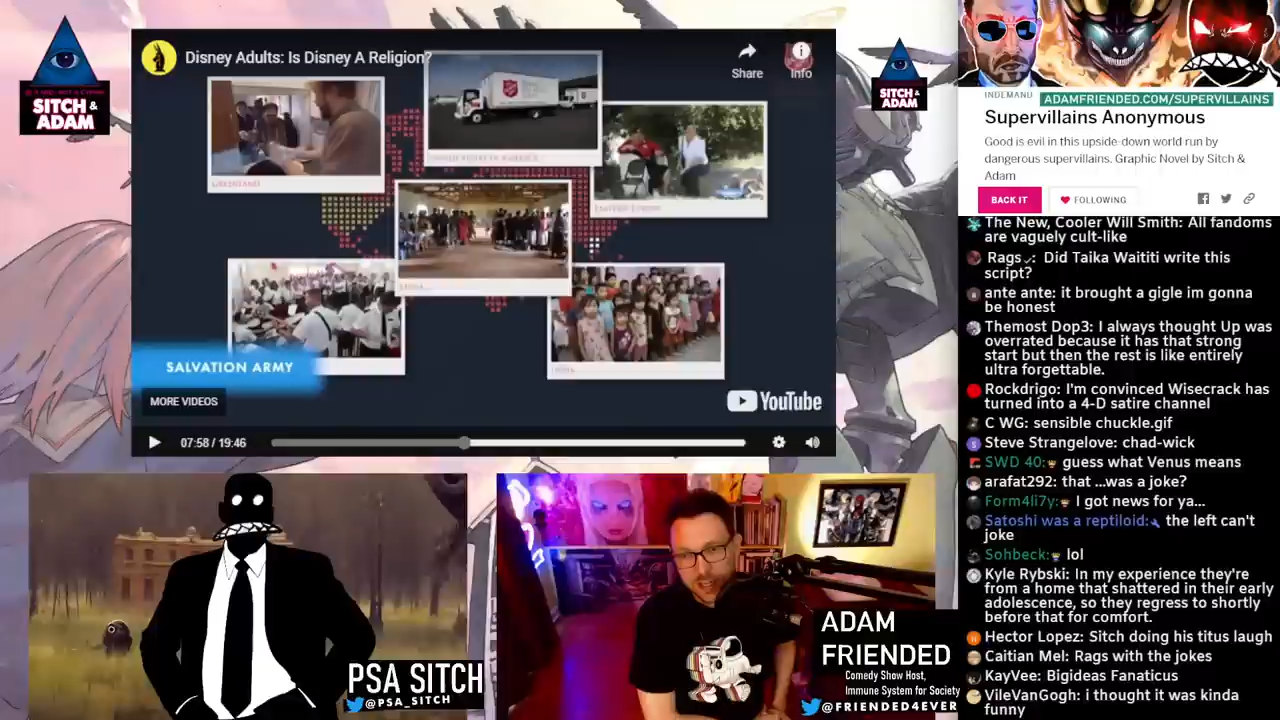 Disney Adults: Is Disney A Religion?
Share
Info
SITCH &
ADAM
SITCH &
ADAM
SALVATION ARMY
MORE VIDEOS
YouTube
07:58 / 19:46
INDEMAND
ADAMFRIENDED.COM/SUPERVILLAINS
Supervillains Anonymous
Good is evil in this upside-down world run by
dangerous supervillains. Graphic Novel by Sitch &
Adam
BACK IT
FOLLOWING
The New, Cooler Will Smith: All fandoms
are vaguely cult-like
Rags: Did Taika Waititi write this
script?
ante ante: it brought a gigle im gonna
be honest
Themost Dop3: I always thought Up was
overrated because it has that strong
start but then the rest is like entirely
ultra forgettable.
Rockdrigo: I'm convinced Wisecrack has
turned into a 4-D satire channel
C WG: sensible chuckle.gif
Steve Strangelove: chad-wick
SWD 40: guess what Venus means
arafat292: that ...was a joke?
Form4li7y: I got news for ya...
Satoshi was a reptiloid: the left can't
joke
Sohbeck: lol
Kyle Rybski: In my experience they're
from a home that shattered in their early
adolescence, so they regress to shortly
before that for comfort.
Hector Lopez: Sitch doing his titus laugh
Caitian Mel: Rags with the jokes
KayVee: Bigideas Fanaticus
VileVanGogh: i thought it was kinda
funny
PSA SITCH
@PSA_SITCH
ADAM
FRIENDED
Comedy Show Host,
Immune System for Society
@FRIENDED4EVER